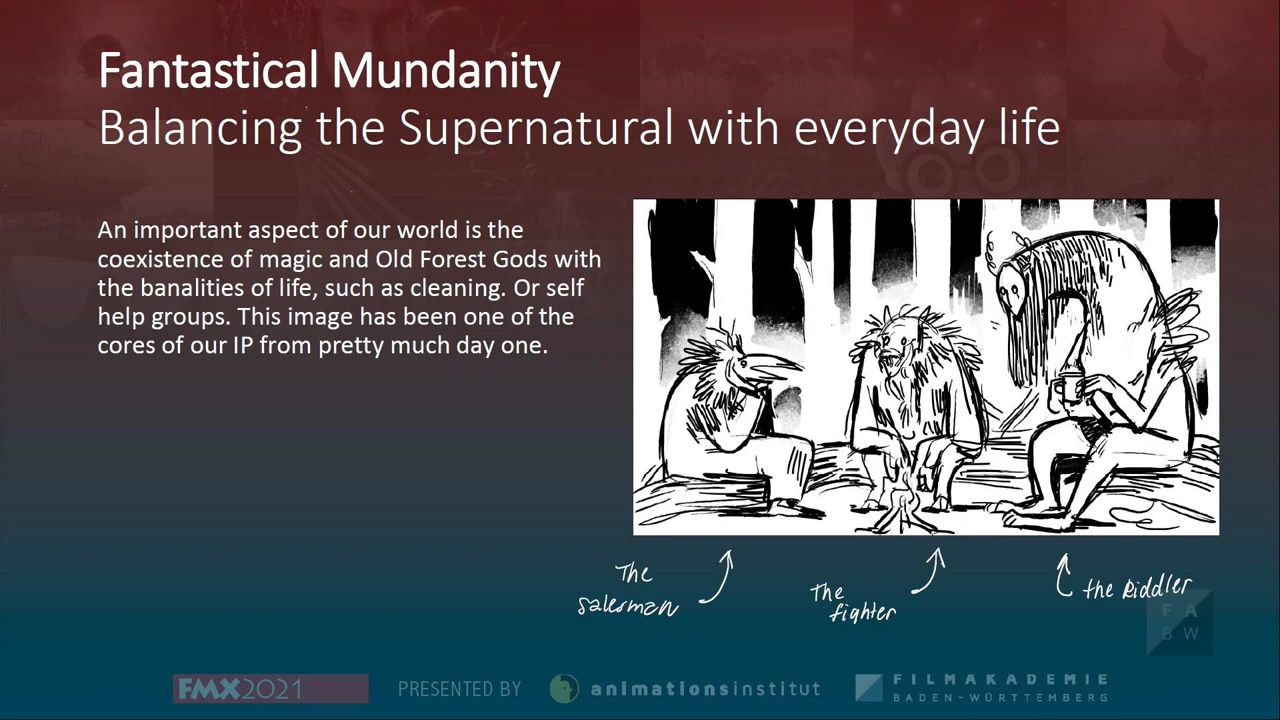 Fantastical Mundanity
Balancing the Supernatural with everyday life
An important aspect of our world is the
coexistence of magic and Old Forest Gods with
the banalities of life, such as cleaning. Or self
help groups. This image has been one of the
cores of our IP from pretty much day one.
The
salesman
The
fighter
the Riddler
FA
BW
FMX2021
PRESENTED BY
animationsinstitut
FILMAKADEMIE
BADEN-WÜRTTEMBERG